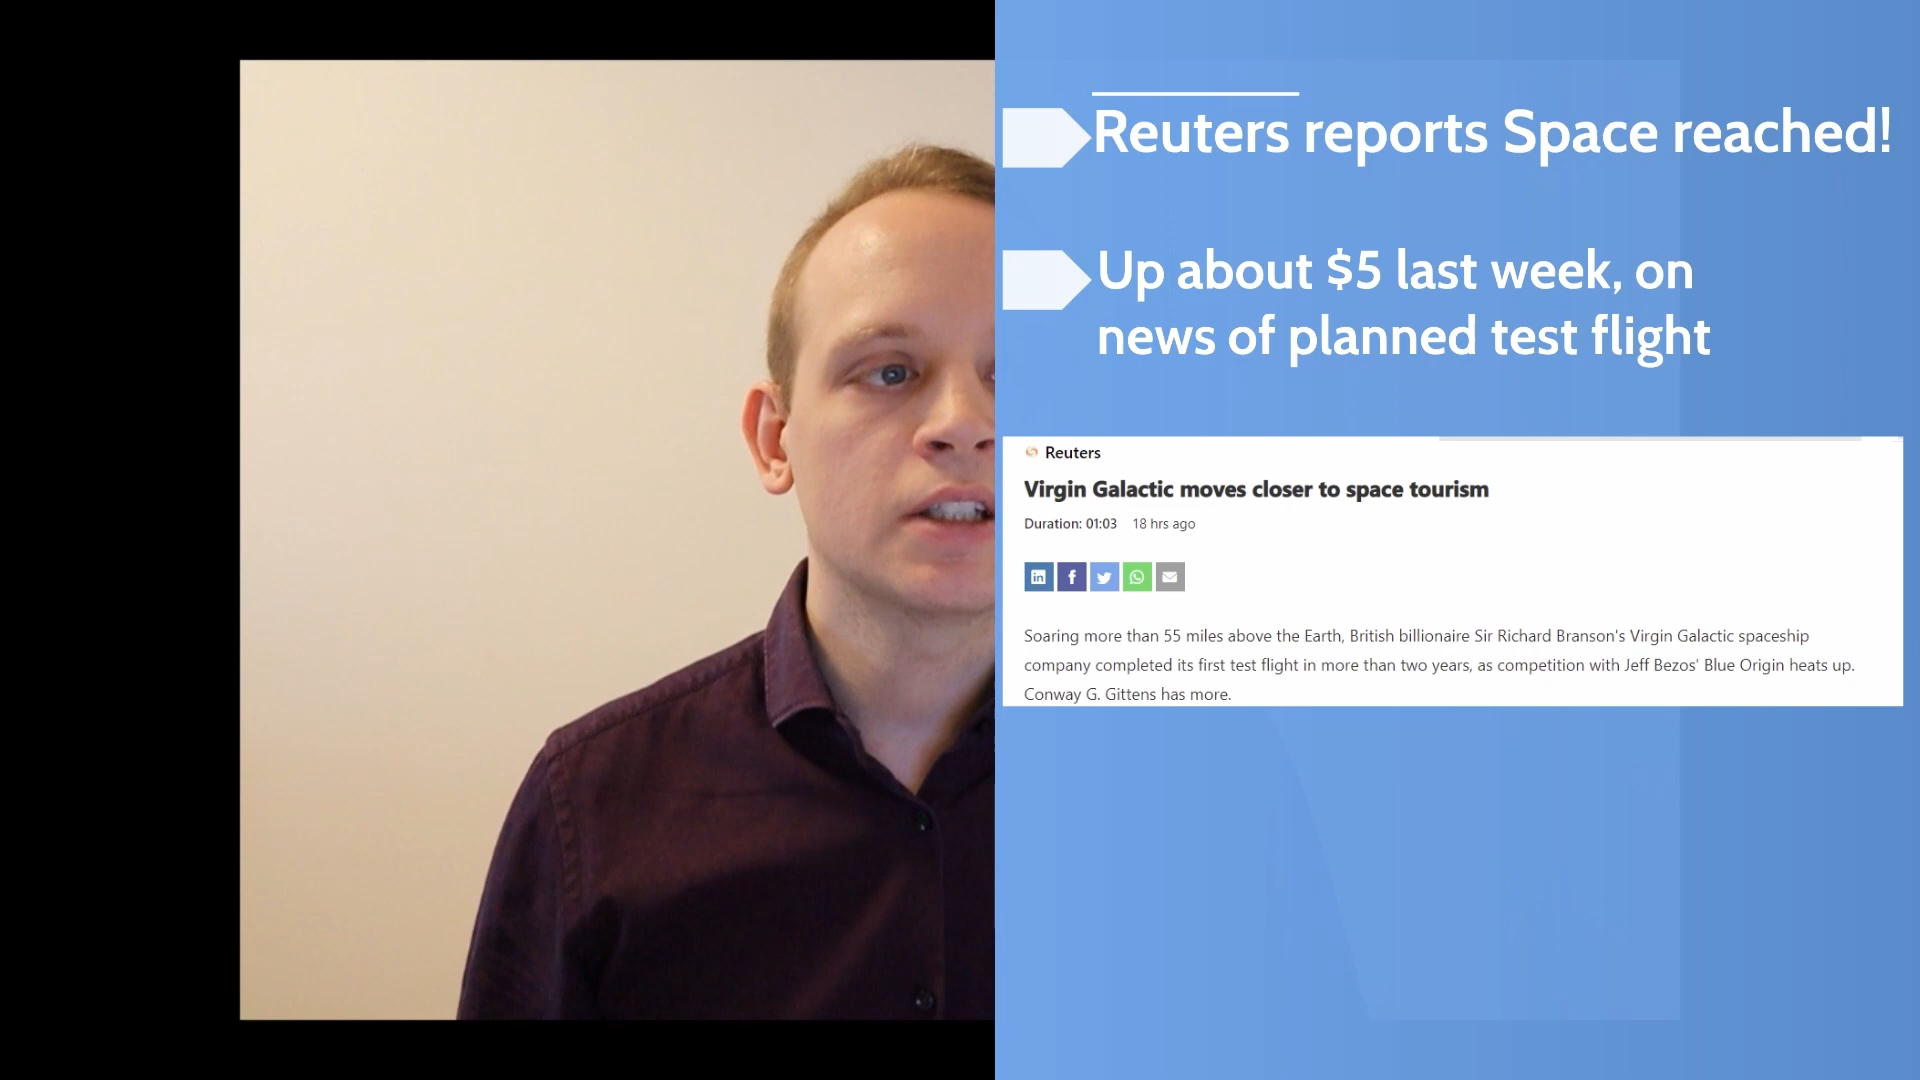 Reuters reports Space reached!
Up about $5 last week, on
news of planned test flight
Reuters
Virgin Galactic moves closer to space tourism
Duration: 01:03 18 hrs ago
Soaring more than 55 miles above the Earth, British billionaire Sir Richard Branson's Virgin Galactic spaceship
company completed its first test flight in more than two years, as competition with Jeff Bezos' Blue Origin heats up.
Conway G. Gittens has more.